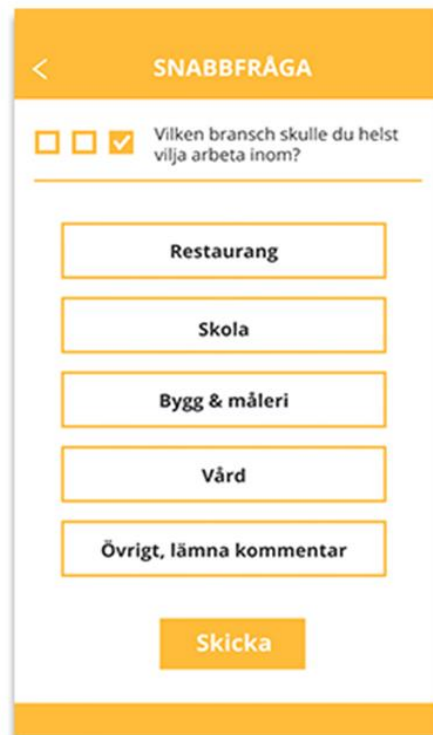 SNABBFRÅGA
Vilken bransch skulle du helst
vilja arbeta inom?
Restaurang
Skola
Bygg & måleri
Vård
Övrigt, lämna kommentar
Skicka